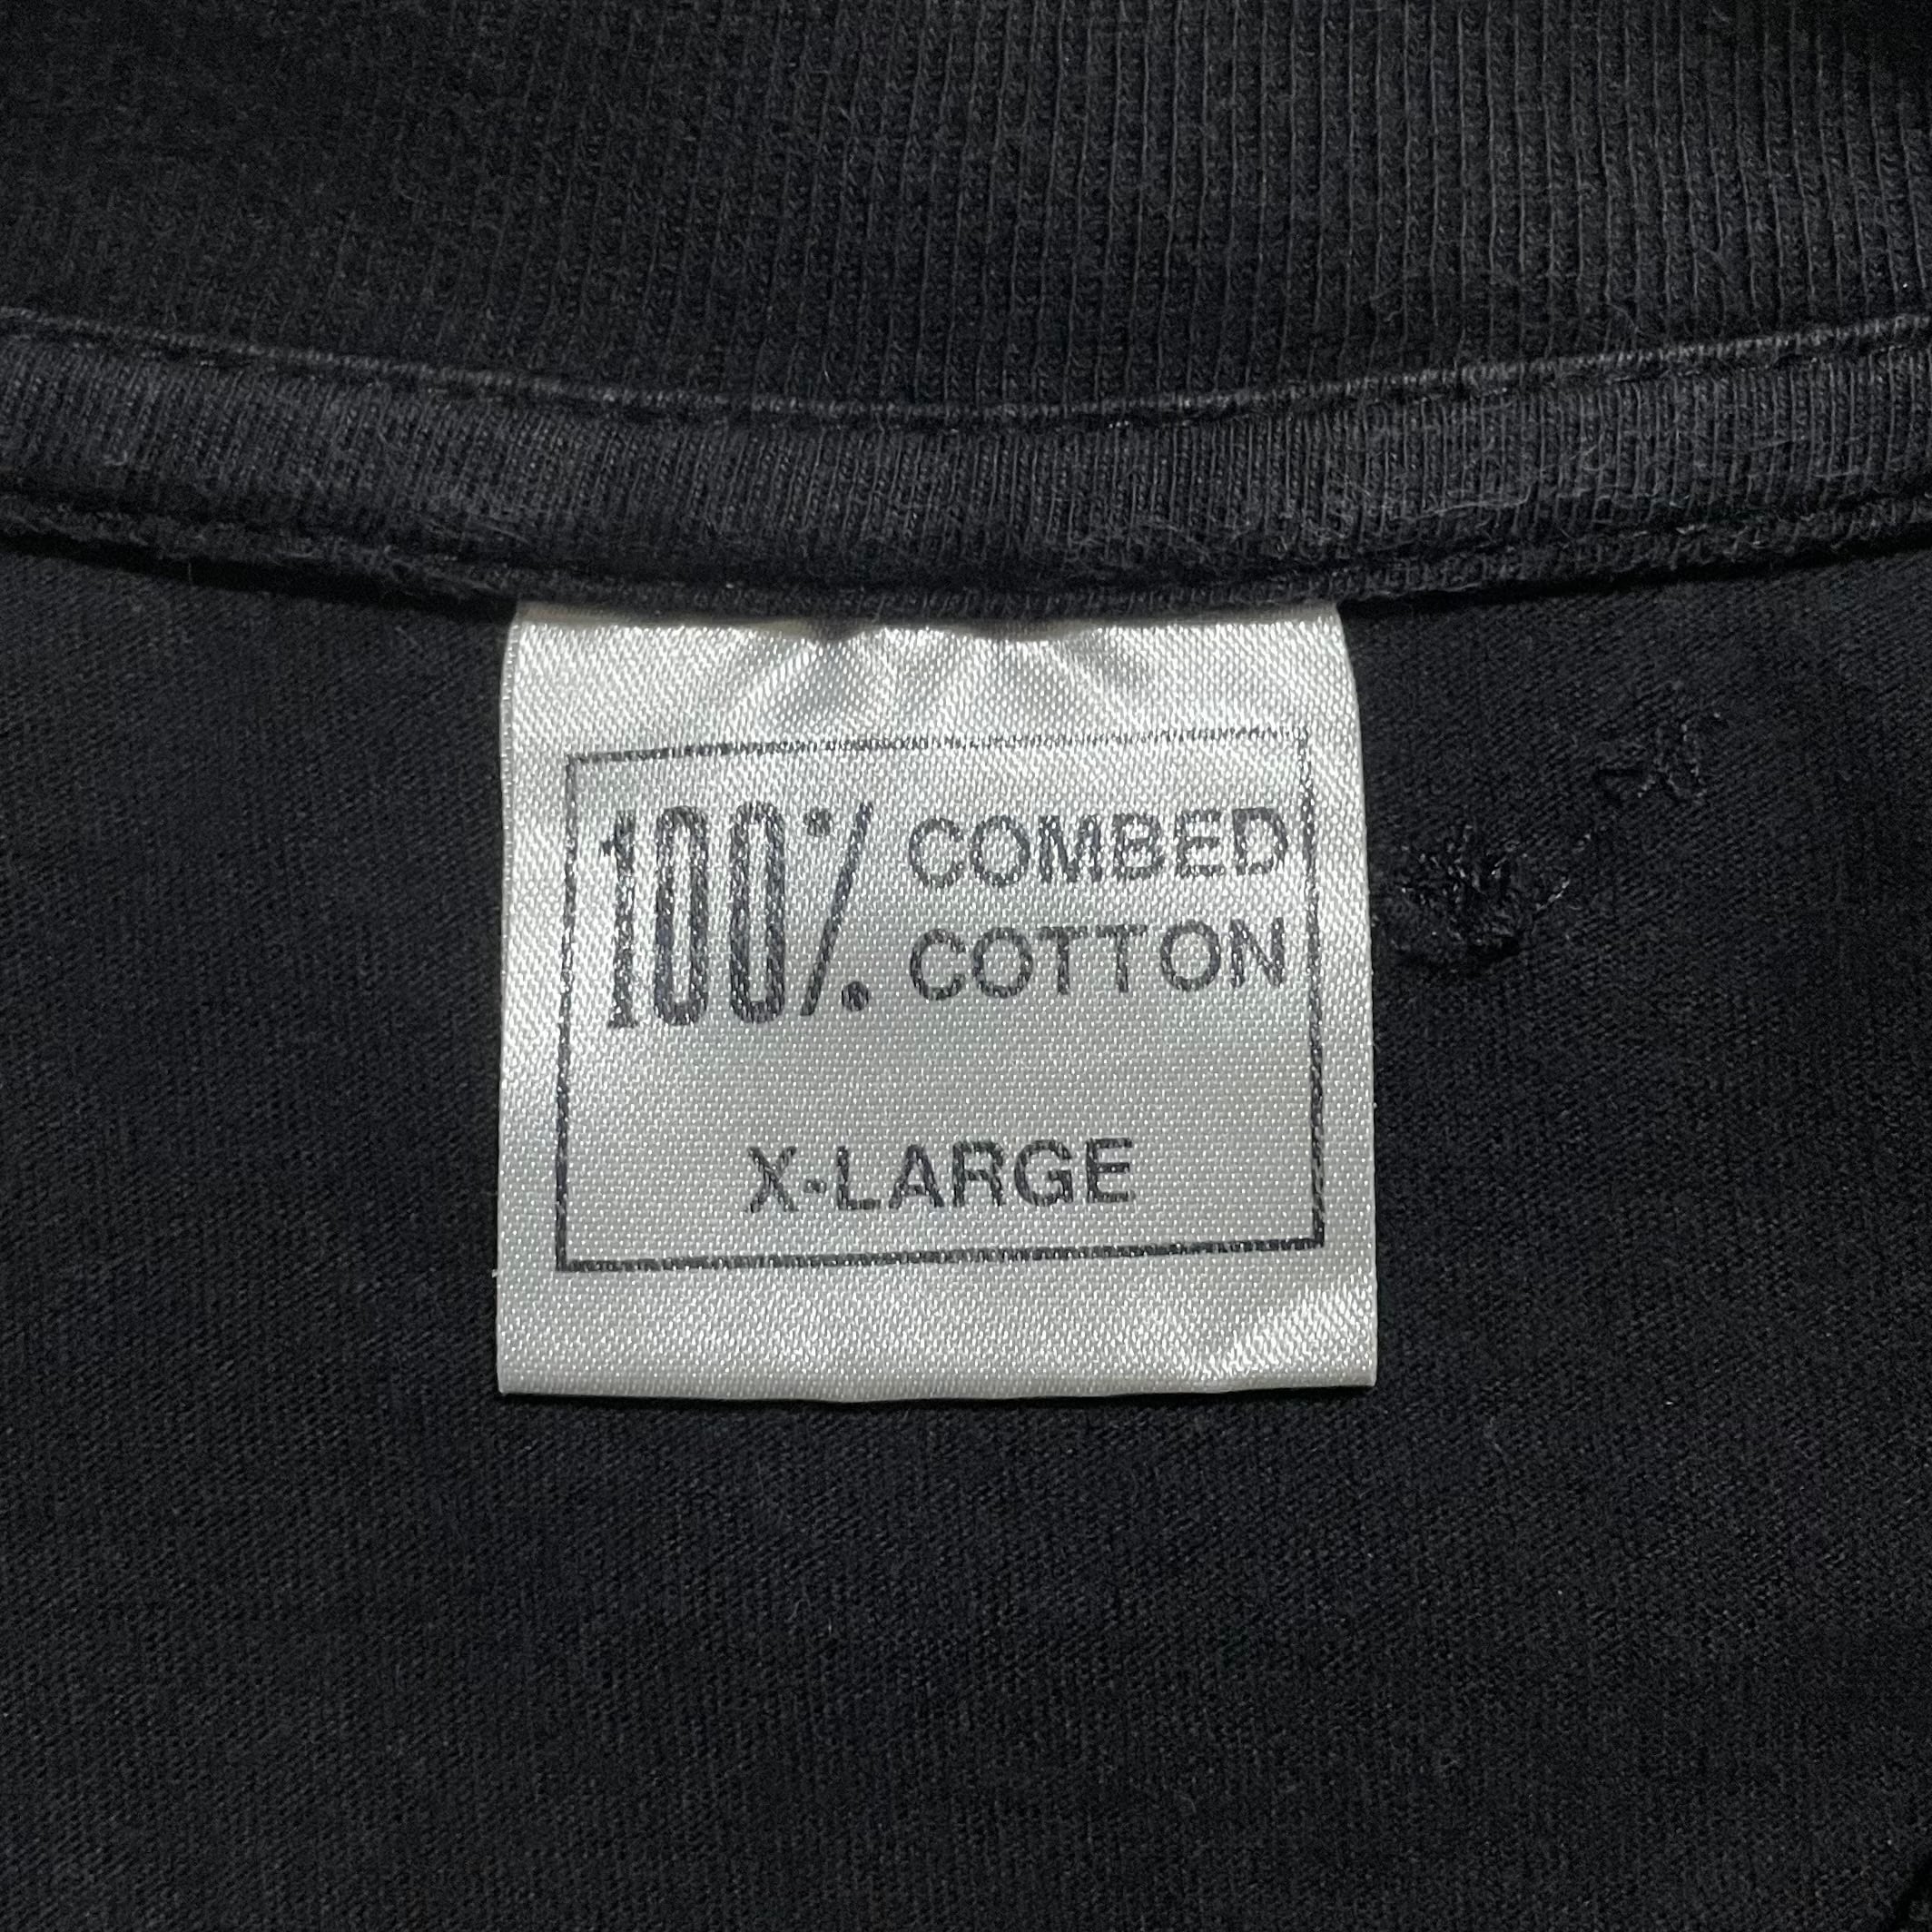 100% COMBED
COTTON
X-LARGE